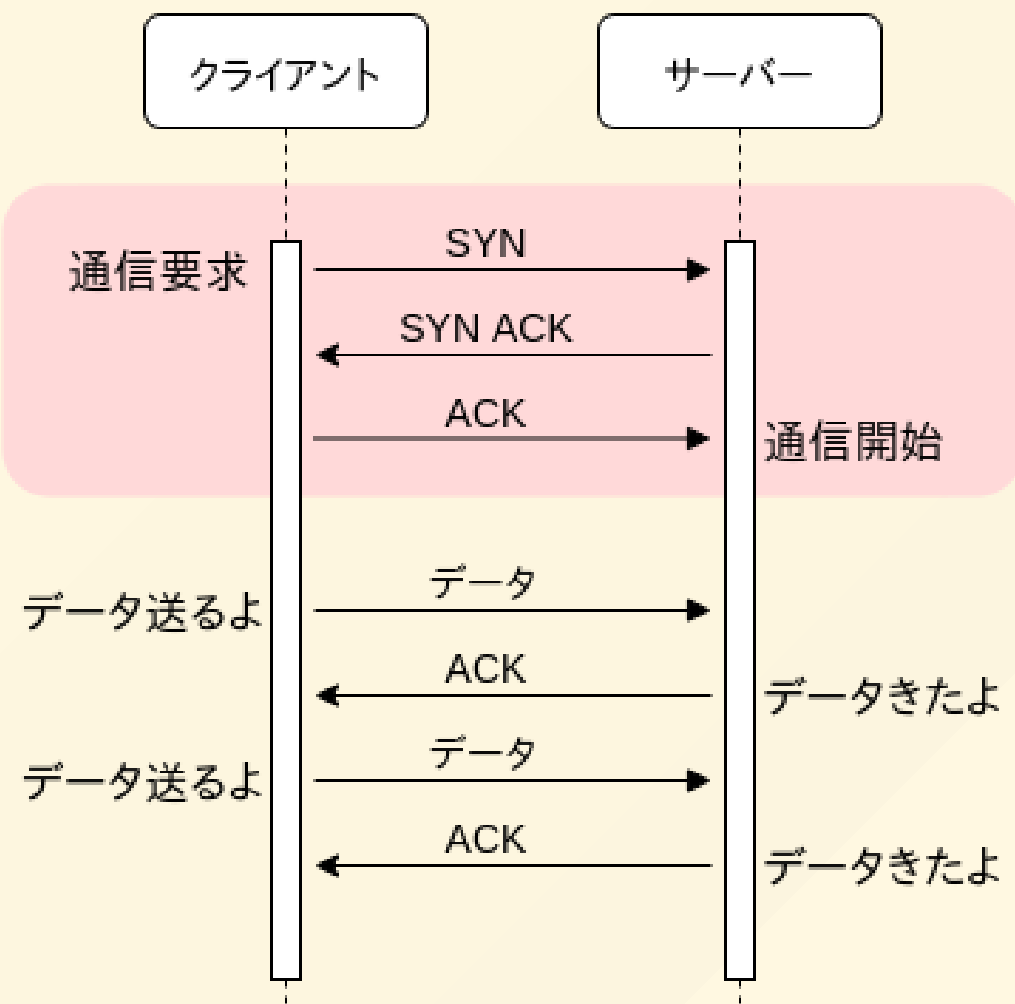 クライアント
サーバー
SYN
通信要求
SYN ACK
ACK
通信開始
データ
データ送るよ
ACK
データきたよ
データ
データ送るよ
ACK
データきたよ